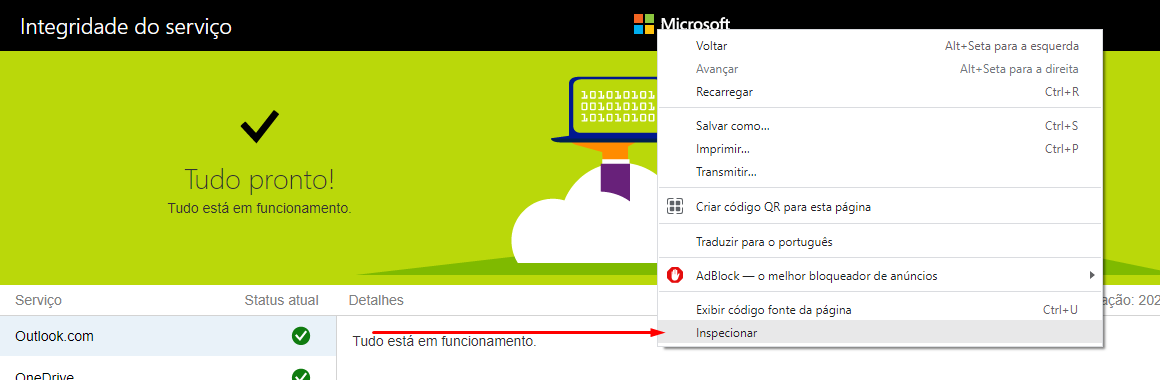 Integridade do serviço
Microsoft
Voltar Alt+Seta para a esquerda
Avançar Alt+Seta para a direita
Recarregar Ctrl+R
Salvar como... Ctrl+S
Imprimir... Ctrl+P
Transmitir...
Criar código QR para esta página
Traduzir para o português
AdBlock — o melhor bloqueador de anúncios
Exibir código fonte da página Ctrl+U
Inspecionar
101010101
001010101
101010100
Tudo pronto!
Tudo está em funcionamento.
Serviço Status atual Detalhes ação: 202
Outlook.com
Tudo está em funcionamento.
OneDrive